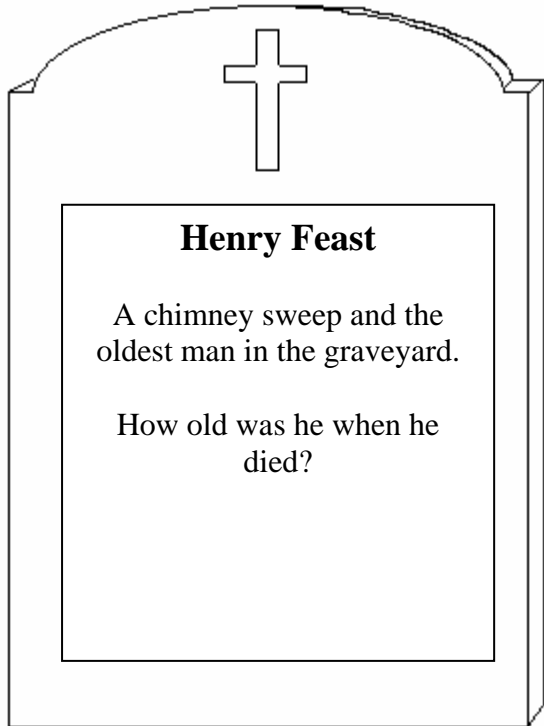 Henry Feast
A chimney sweep and the
oldest man in the graveyard.
How old was he when he
died?